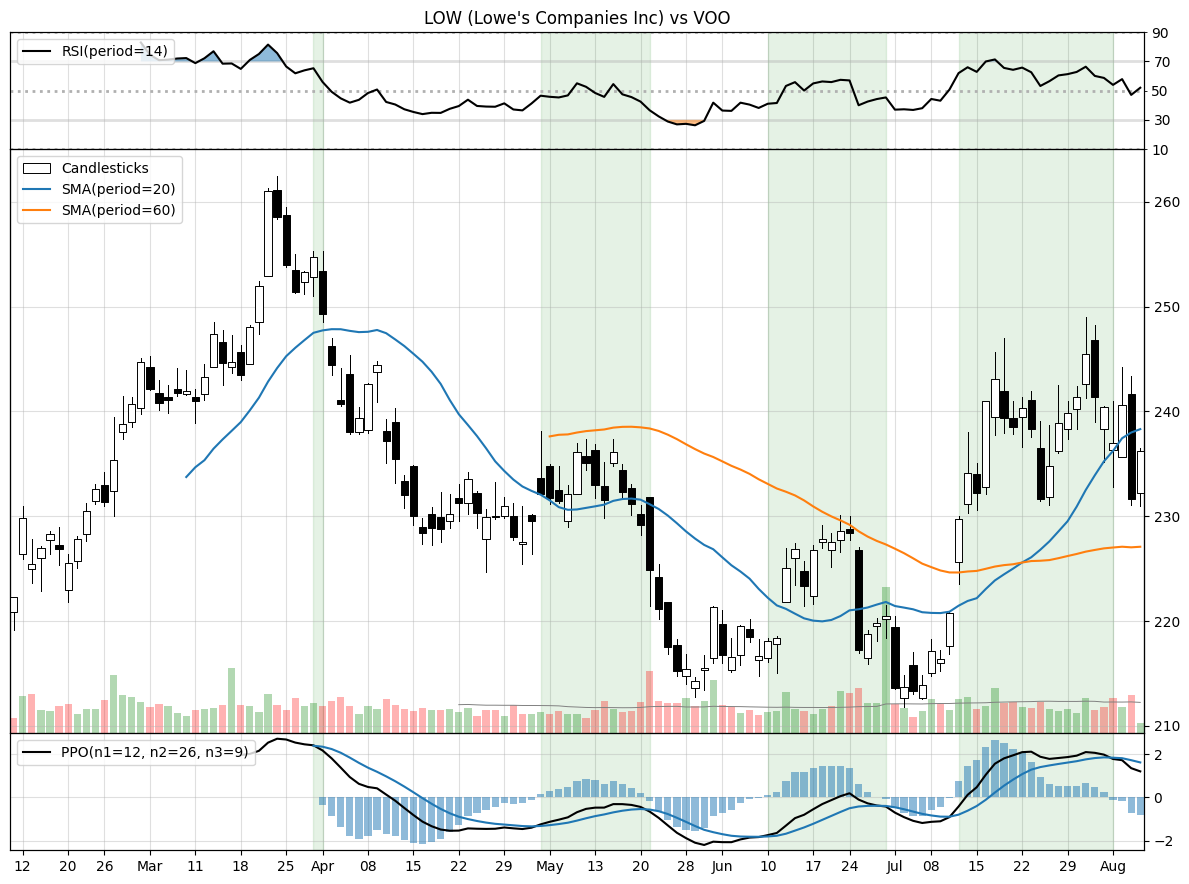 LOW (Lowe's Companies Inc) vs VOO
RSI(period=14)
90
70
50
30
10
Candlesticks
SMA(period=20)
SMA(period=60)
260
250
240
230
220
210
PPO(n1=12, n2=26, n3=9)
2
0
−2
12 20 26 Mar 11 18 25 Apr 08 15 22 29 May 13 20 28 Jun 10 17 24 Jul 08 15 22 29 Aug